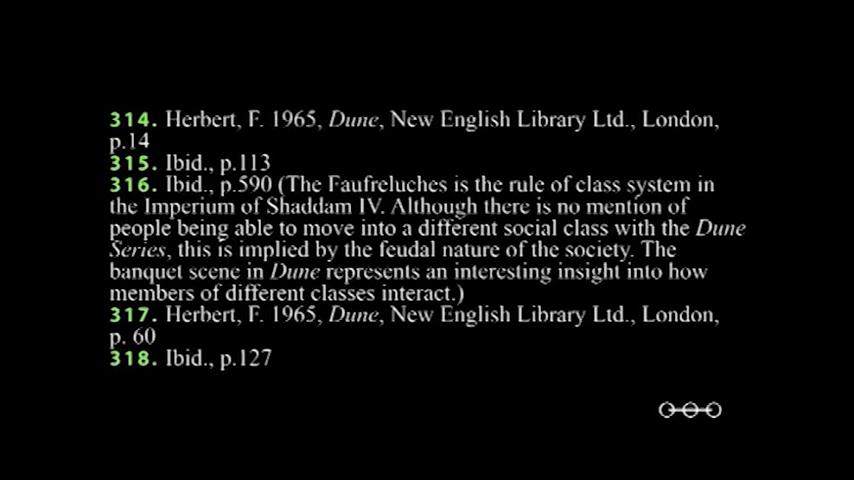 314. Herbert, F. 1965, Dune, New English Library Ltd., London,
p.14
315. Ibid., p.113
316. Ibid., p.590 (The Faufreluches is the rule of class system in
the Imperium of Shaddam IV. Although there is no mention of
people being able to move into a different social class with the Dune
Series, this is implied by the feudal nature of the society. The
banquet scene in Dune represents an interesting insight into how
members of different classes interact.)
317. Herbert, F. 1965, Dune, New English Library Ltd., London,
p. 60
318. Ibid., p.127